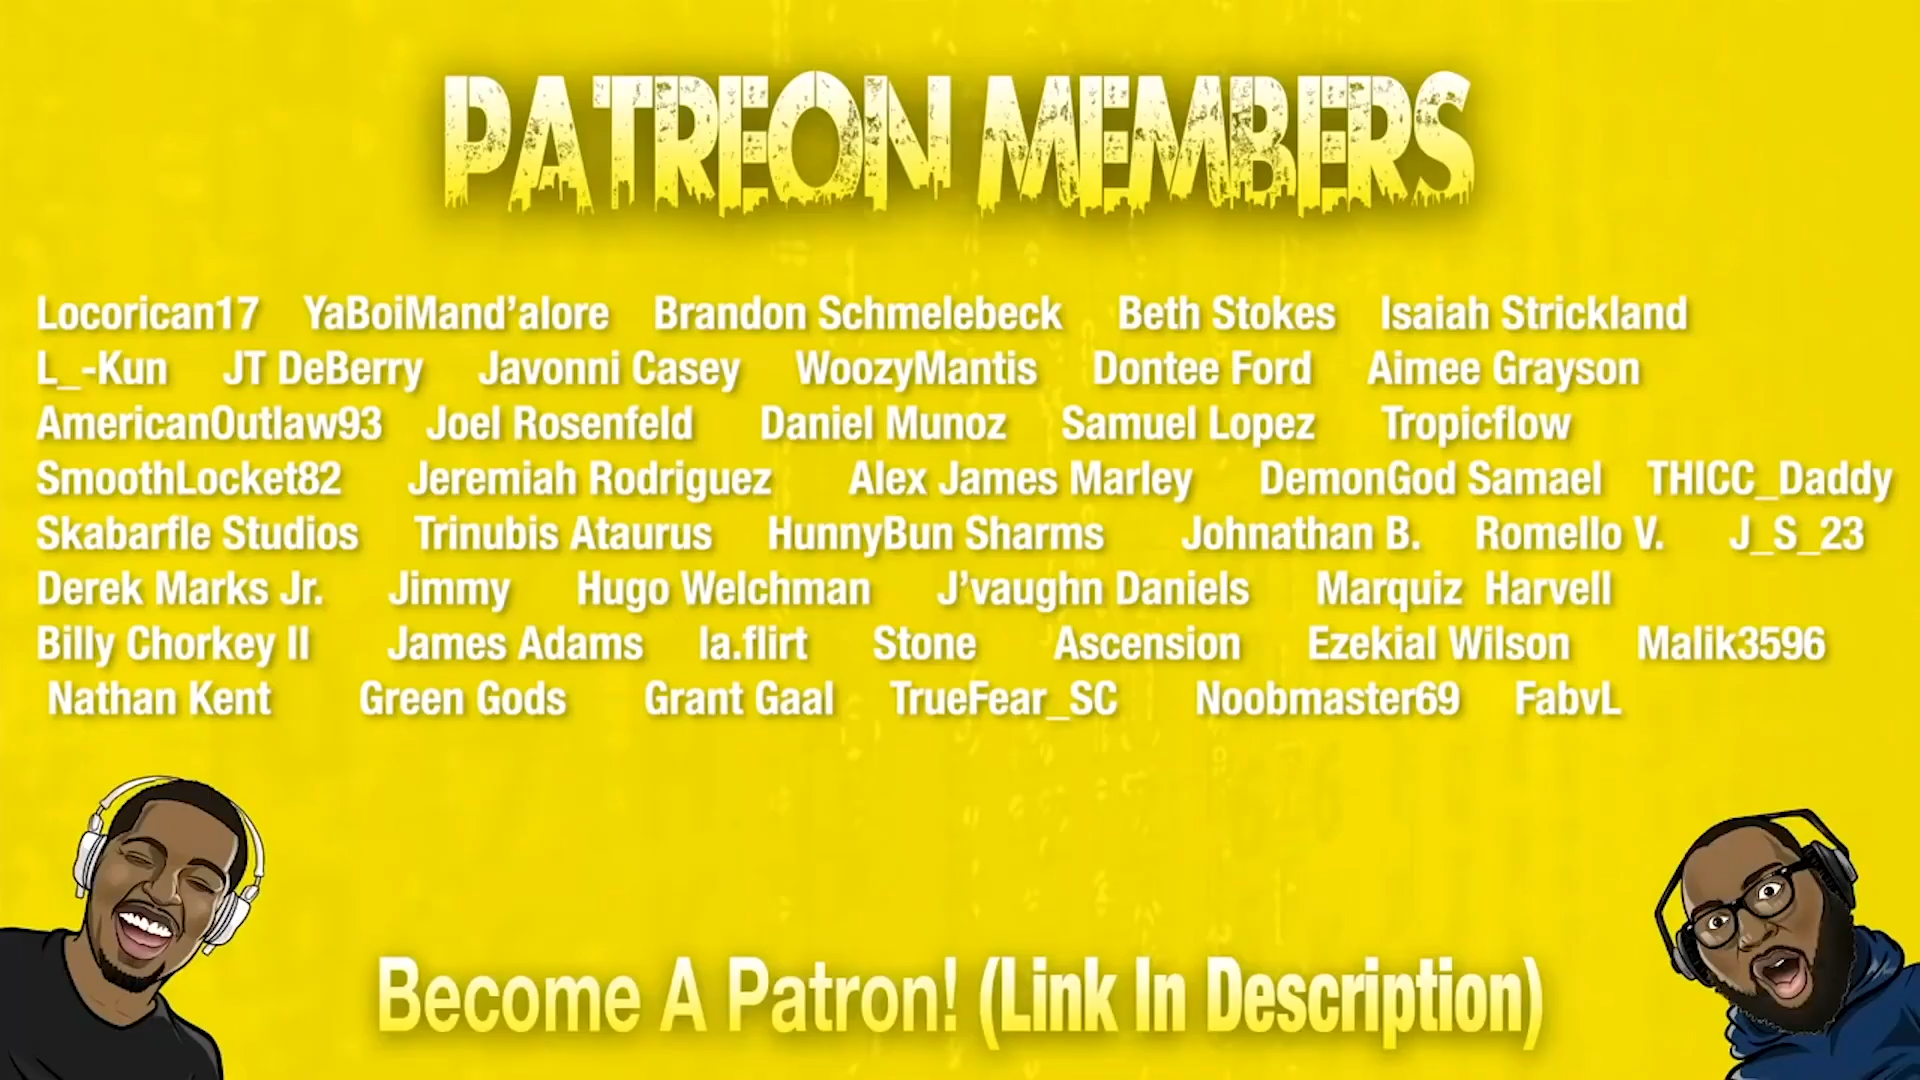 PATREON MEMBERS
Locorican17 YaBoiMand’alore Brandon Schmelebeck Beth Stokes Isaiah Strickland
L_-Kun JT DeBerry Javonni Casey WoozyMantis Dontee Ford Aimee Grayson
AmericanOutlaw93 Joel Rosenfeld Daniel Munoz Samuel Lopez Tropicflow
SmoothLocket82 Jeremiah Rodriguez Alex James Marley DemonGod Samael THICC_Daddy
Skabarfle Studios Trinubis Ataurus HunnyBun Sharms Johnathan B. Romello V. J_S_23
Derek Marks Jr. Jimmy Hugo Welchman J’vaughn Daniels Marquiz Harvell
Billy Chorkey II James Adams la.flirt Stone Ascension Ezekial Wilson Malik3596
Nathan Kent Green Gods Grant Gaal TrueFear_SC Noobmaster69 FabvL
Become A Patron! (Link In Description)